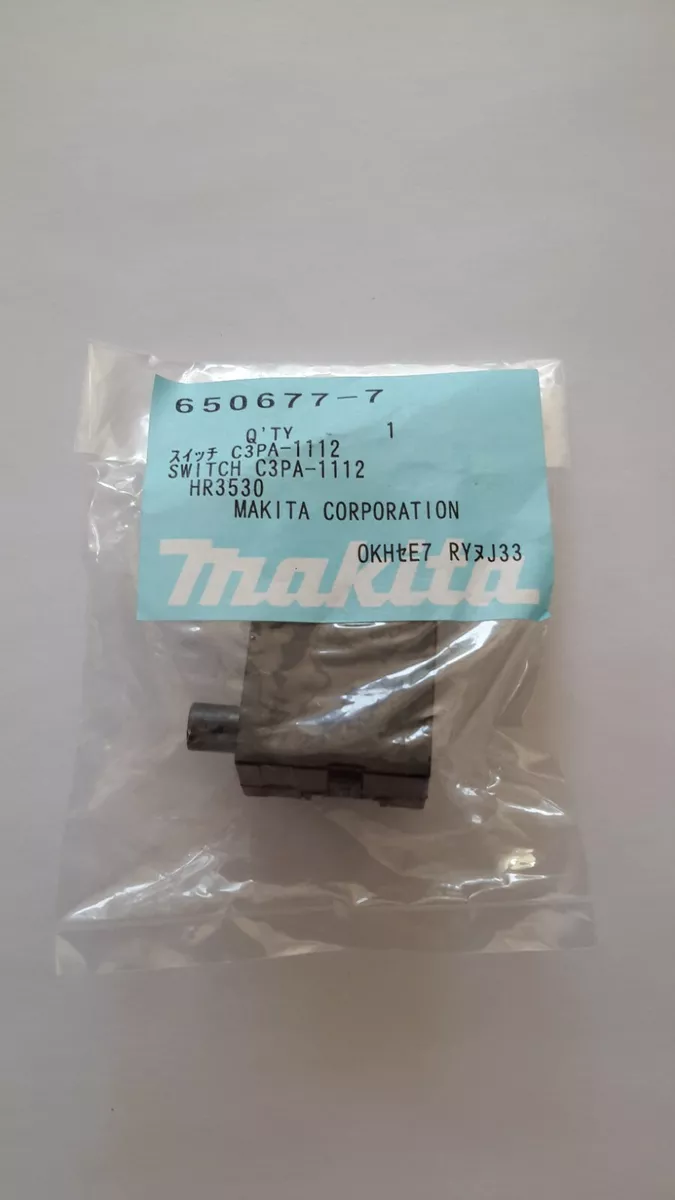 650677-7
Q'TY 1
スイッチ C3PA-1112
SWITCH C3PA-1112
HR3530
MAKITA CORPORATION
OKHセE7 RYヌJ33
makita